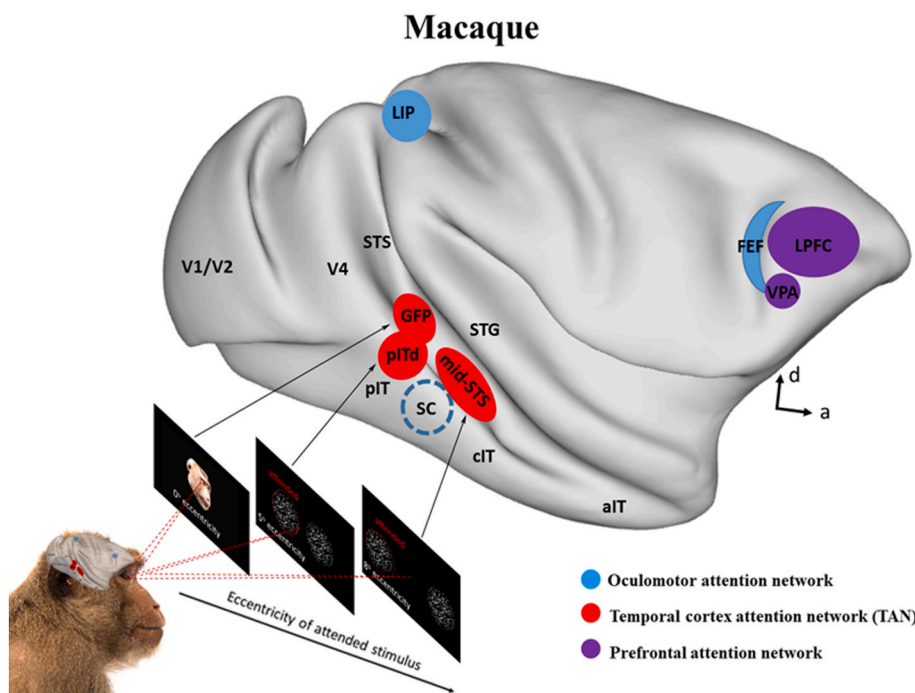 Macaque
LIP
STS
V1/V2
V4
FEF
LPFC
VPA
GFP
STG
pITd
mid-STS
pIT
SC
cIT
aIT
d
a
0° eccentricity
attended
5° eccentricity
attended
8° eccentricity
Eccentricity of attended stimulus
Oculomotor attention network
Temporal cortex attention network (TAN)
Prefrontal attention network